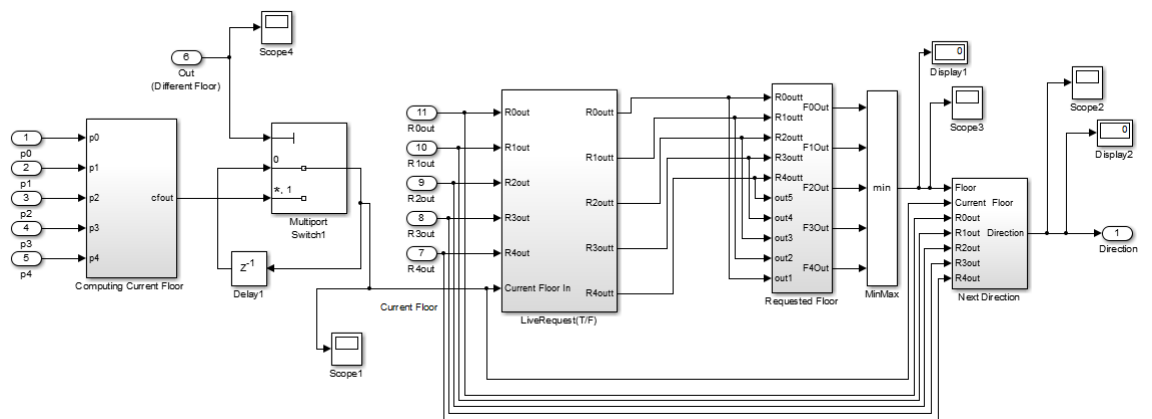 6
Out
(Different Floor)
Scope4
1
p0
2
p1
3
p2
4
p3
5
p4
p0
p1
p2
p3
p4
cfout
Computing Current Floor
0
*, 1
Multiport
Switch1
z-1
Delay1
Scope1
Current Floor
11
R0out
10
R1out
9
R2out
8
R3out
7
R4out
R0out
R1out
R2out
R3out
R4out
Current Floor In
R0outt
R1outt
R2outt
R3outt
R4outt
LiveRequest(T/F)
R0outt
R1outt
R2outt
R3outt
R4outt
out5
out4
out3
out2
out1
F0Out
F1Out
F2Out
F3Out
F4Out
Requested Floor
min
MinMax
0
Display1
Scope3
Scope2
0
Display2
Floor
Current Floor
R0out
R1out
R2out
R3out
R4out
Direction
Next Direction
1
Direction